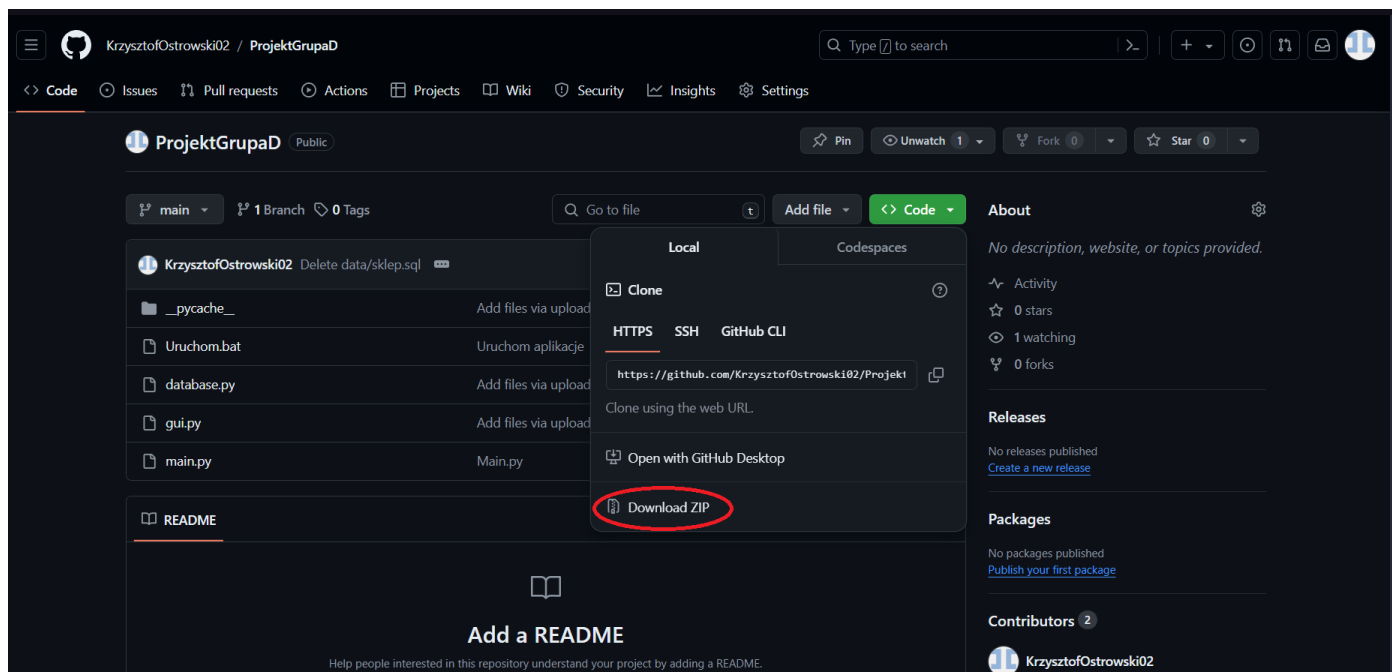 KrzysztofOstrowski02 / ProjektGrupaD
Type / to search
Code Issues Pull requests Actions Projects Wiki Security Insights Settings
ProjektGrupaD Public
Pin Unwatch 1 Fork 0 Star 0
main 1 Branch 0 Tags
Go to file t Add file Code
KrzysztofOstrowski02 Delete data/sklep.sql
__pycache__ Add files via upload
Uruchom.bat Uruchom aplikacje
database.py Add files via upload
gui.py Add files via upload
main.py Main.py
README
Add a README
Help people interested in this repository understand your project by adding a README.
Local Codespaces
Clone
HTTPS SSH GitHub CLI
https://github.com/KrzysztofOstrowski02/Projekt
Clone using the web URL.
Open with GitHub Desktop
Download ZIP
About
No description, website, or topics provided.
Activity
0 stars
1 watching
0 forks
Releases
No releases published
Create a new release
Packages
No packages published
Publish your first package
Contributors 2
KrzysztofOstrowski02